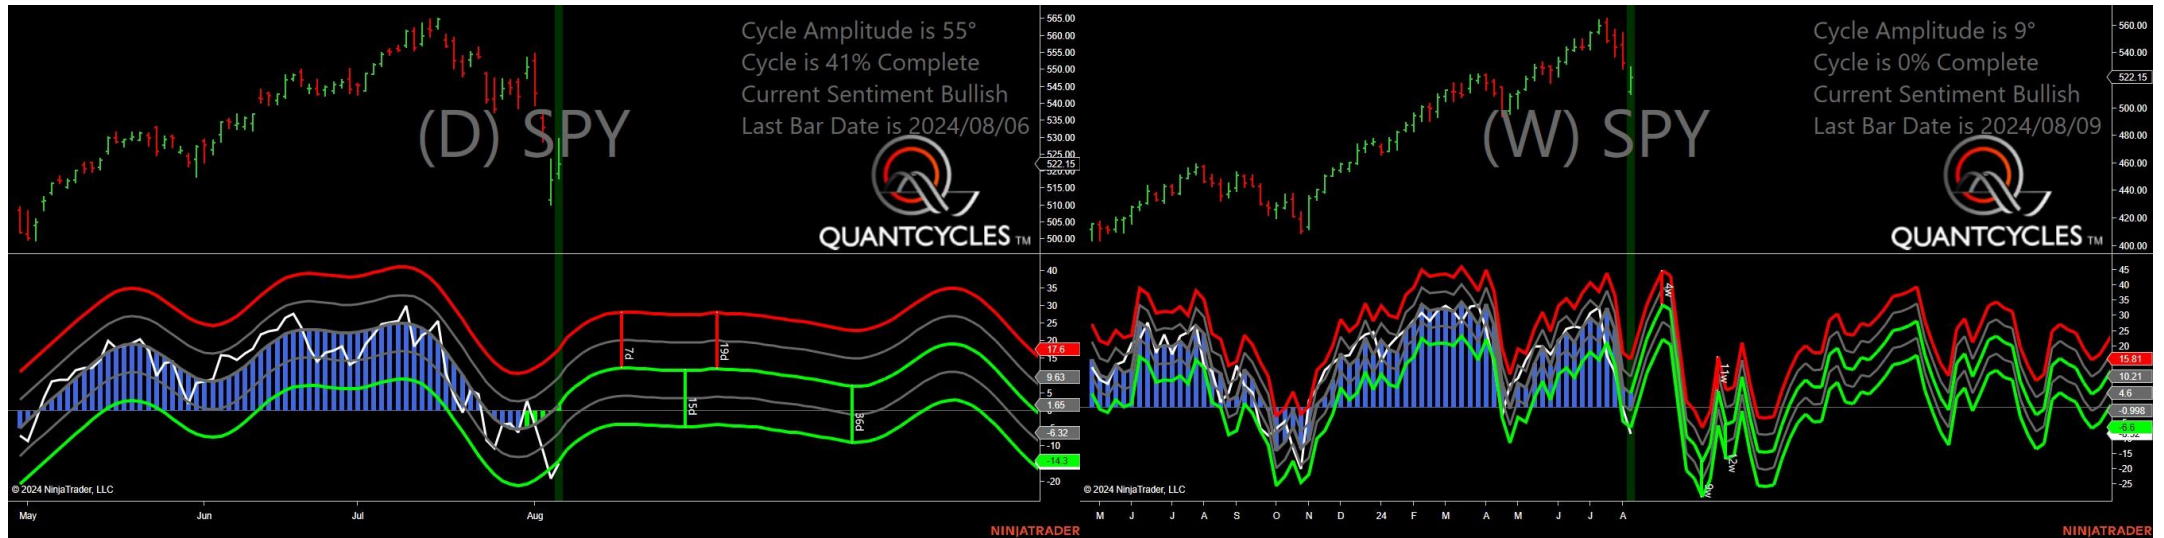 Cycle Amplitude is 55°
Cycle is 41% Complete
Current Sentiment Bullish
Last Bar Date is 2024/08/06
(D) SPY
QUANTCYCLES TM
565.00
560.00
555.00
550.00
545.00
540.00
535.00
530.00
525.00
522.15
520.00
515.00
510.00
505.00
500.00
40
35
30
25
20
17.6
15
9.63
5
1.65
-6.32
-10
-14.3
-20
7d
19d
15d
36d
© 2024 NinjaTrader, LLC
May Jun Jul Aug
NINJATRADER
Cycle Amplitude is 9°
Cycle is 0% Complete
Current Sentiment Bullish
Last Bar Date is 2024/08/09
(W) SPY
QUANTCYCLES TM
560.00
540.00
522.15
500.00
480.00
460.00
440.00
420.00
400.00
45
40
35
30
25
20
15.81
10.21
4.6
-0.998
-6.6
-15
-20
-25
4w
11w
12w
9w
© 2024 NinjaTrader, LLC
M J J A S O N D 24 F M A M J J A
NINJATRADER